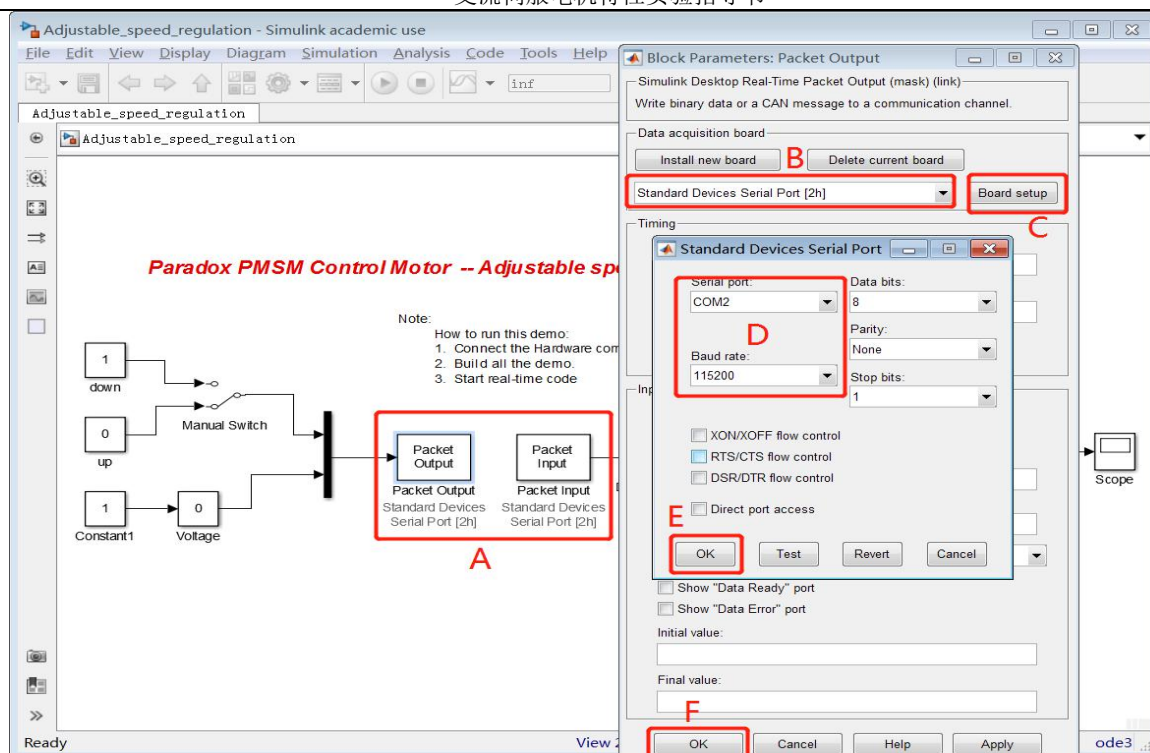 Adjustable_speed_regulation - Simulink academic use
File Edit View Display Diagram Simulation Analysis Code Tools Help
inf
Adjustable_speed_regulation
Adjustable_speed_regulation
Paradox PMSM Control Motor -- Adjustable spe
Note:
How to run this demo:
1. Connect the Hardware com
2. Build all the demo.
3. Start real-time code
1
down
0
up
Manual Switch
1
Constant1
0
Voltage
Packet
Output
Packet Output
Standard Devices
Serial Port [2h]
Packet
Input
Packet Input
Standard Devices
Serial Port [2h]
A
Scope
Ready
View 2
ode3
Block Parameters: Packet Output
Simulink Desktop Real-Time Packet Output (mask) (link)
Write binary data or a CAN message to a communication channel.
Data acquisition board
Install new board
B
Delete current board
Standard Devices Serial Port [2h]
Board setup
C
Timing
Standard Devices Serial Port
Serial port:
COM2
Data bits:
8
D
Parity:
None
Baud rate:
115200
Stop bits:
1
XON/XOFF flow control
RTS/CTS flow control
DSR/DTR flow control
Direct port access
E
OK Test Revert Cancel
Inp
Show "Data Ready" port
Show "Data Error" port
Initial value:
Final value:
F
OK Cancel Help Apply